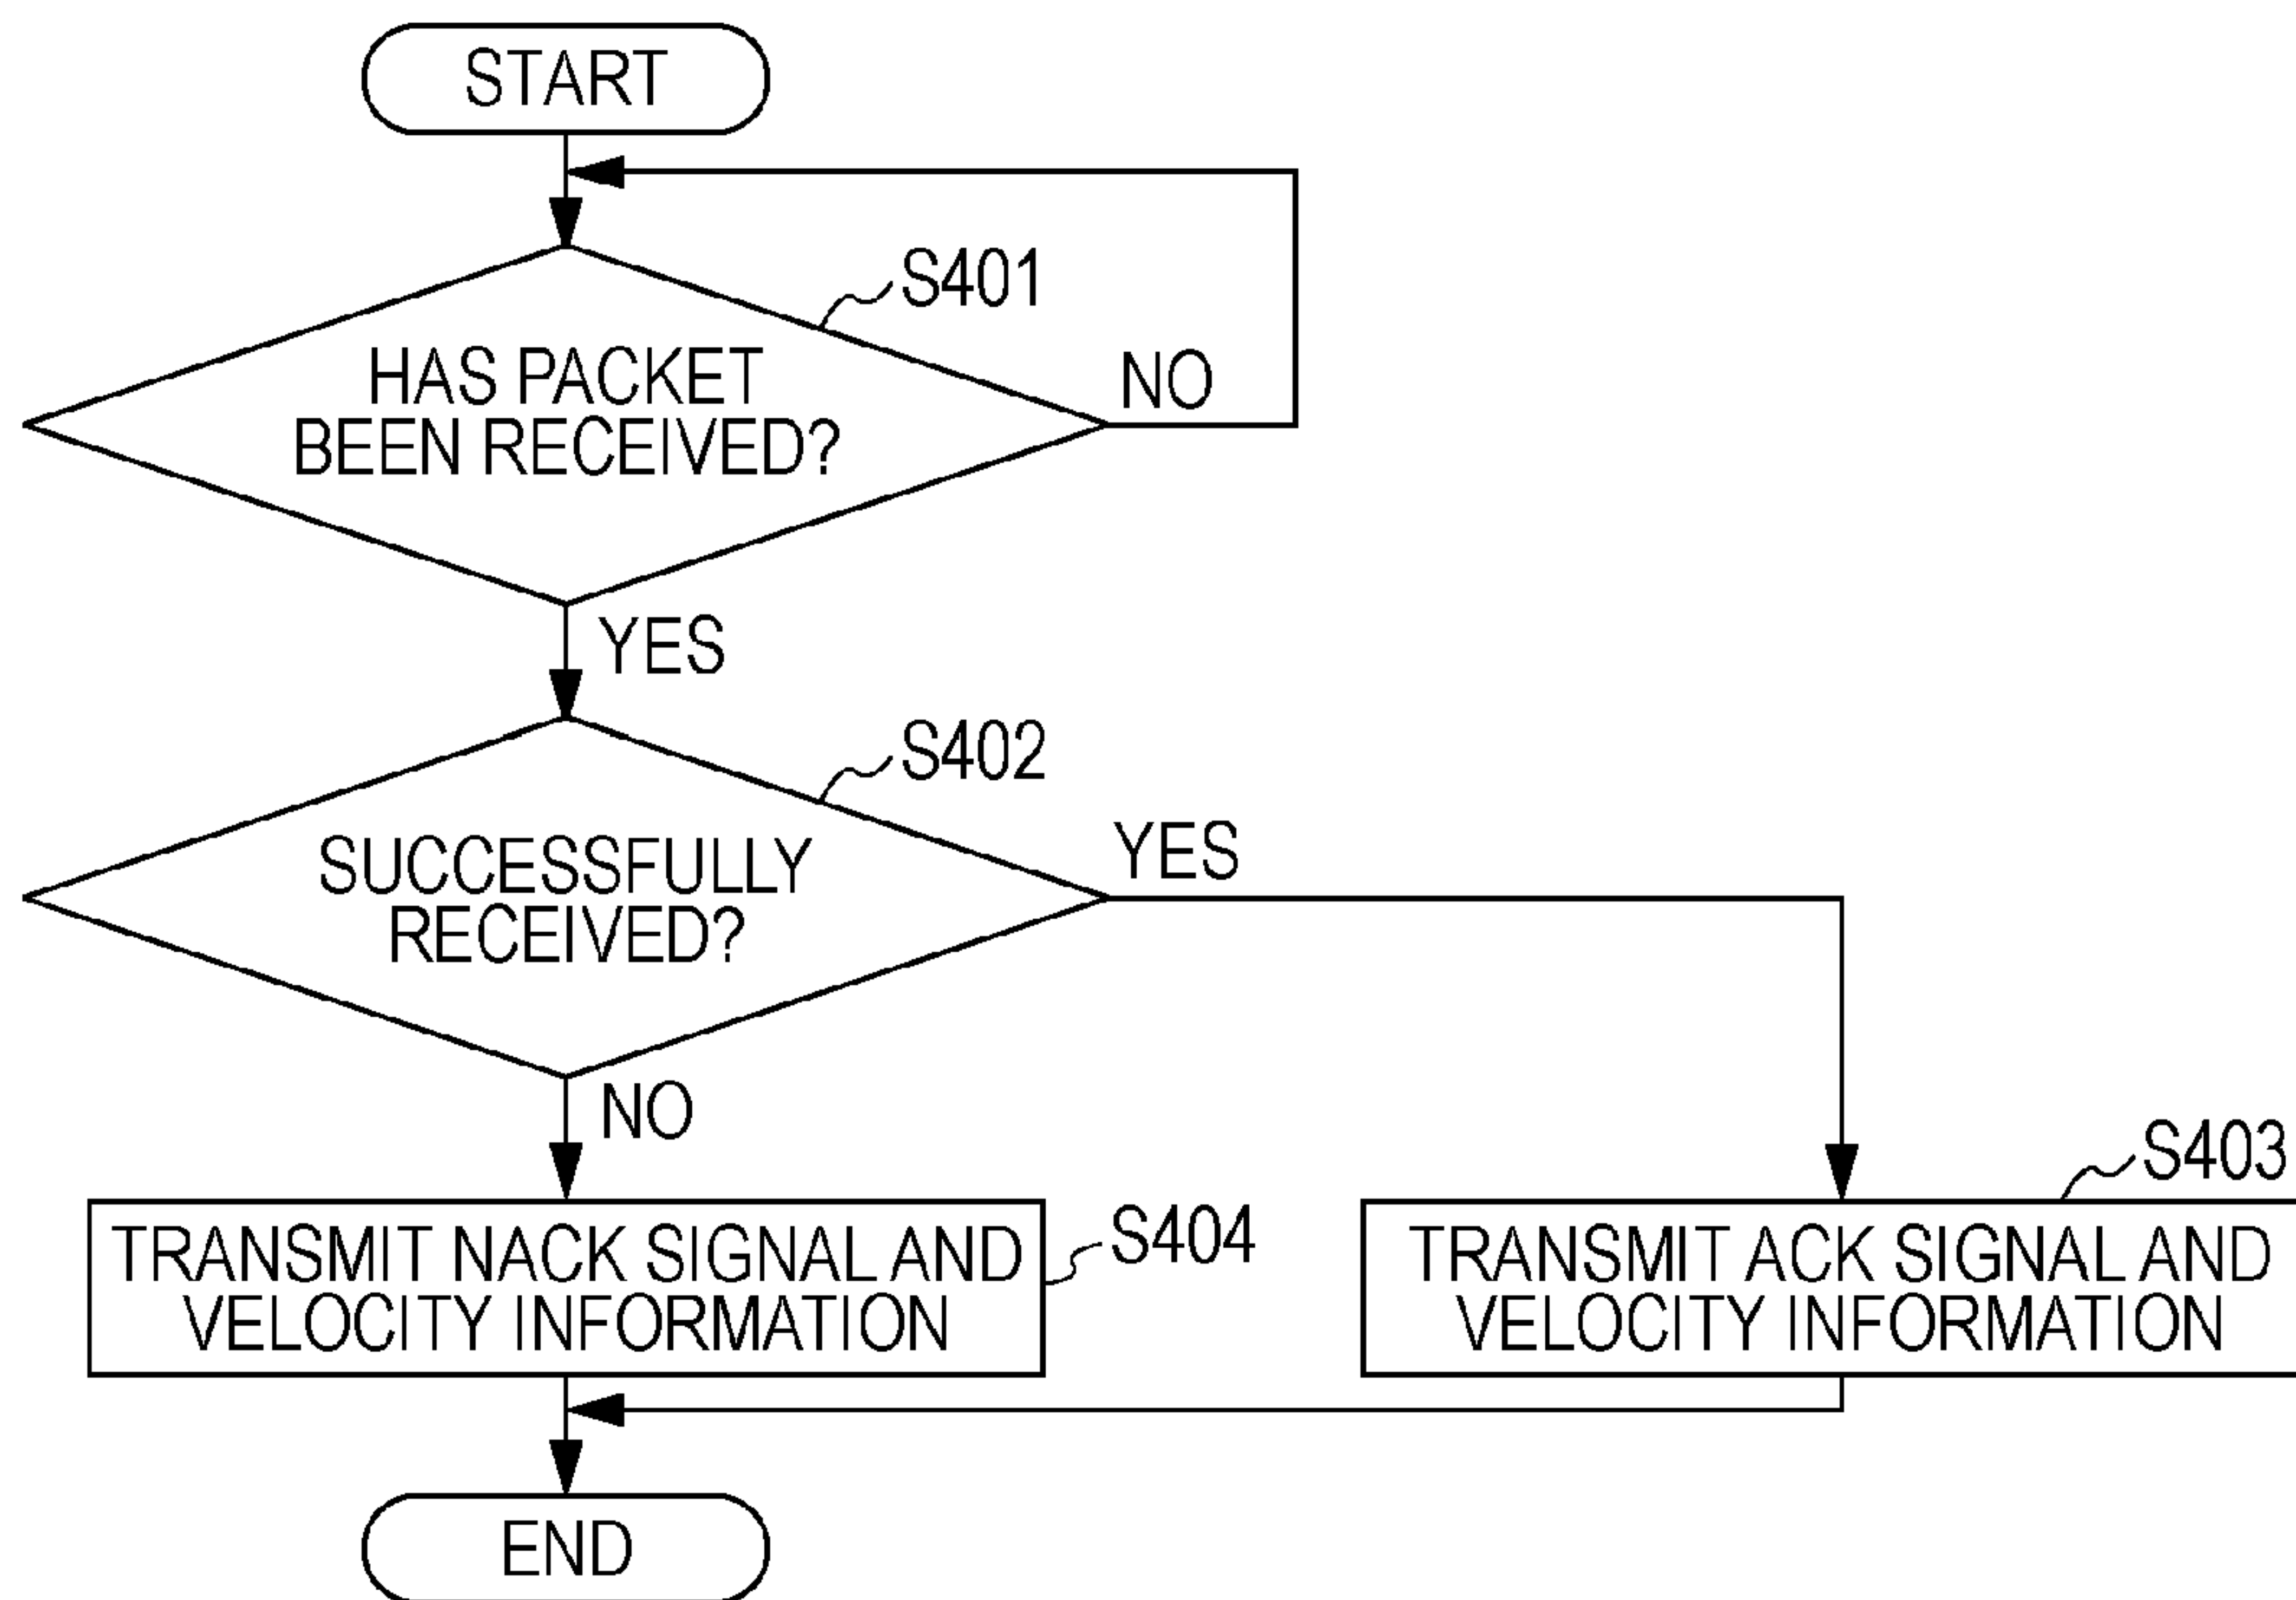 START
S401
HAS PACKET
BEEN RECEIVED?
NO
YES
S402
SUCCESSFULLY
RECEIVED?
YES
NO
S403
TRANSMIT NACK SIGNAL AND
VELOCITY INFORMATION
S404
TRANSMIT ACK SIGNAL AND
VELOCITY INFORMATION
END